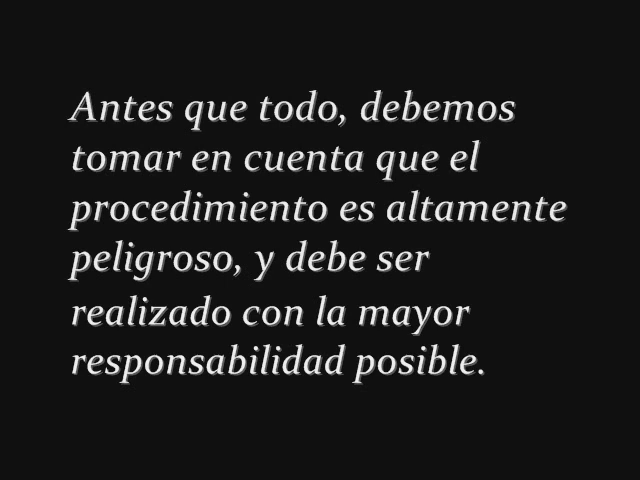 Antes que todo, debemos
tomar en cuenta que el
procedimiento es altamente
peligroso, y debe ser
realizado con la mayor
responsabilidad posible.